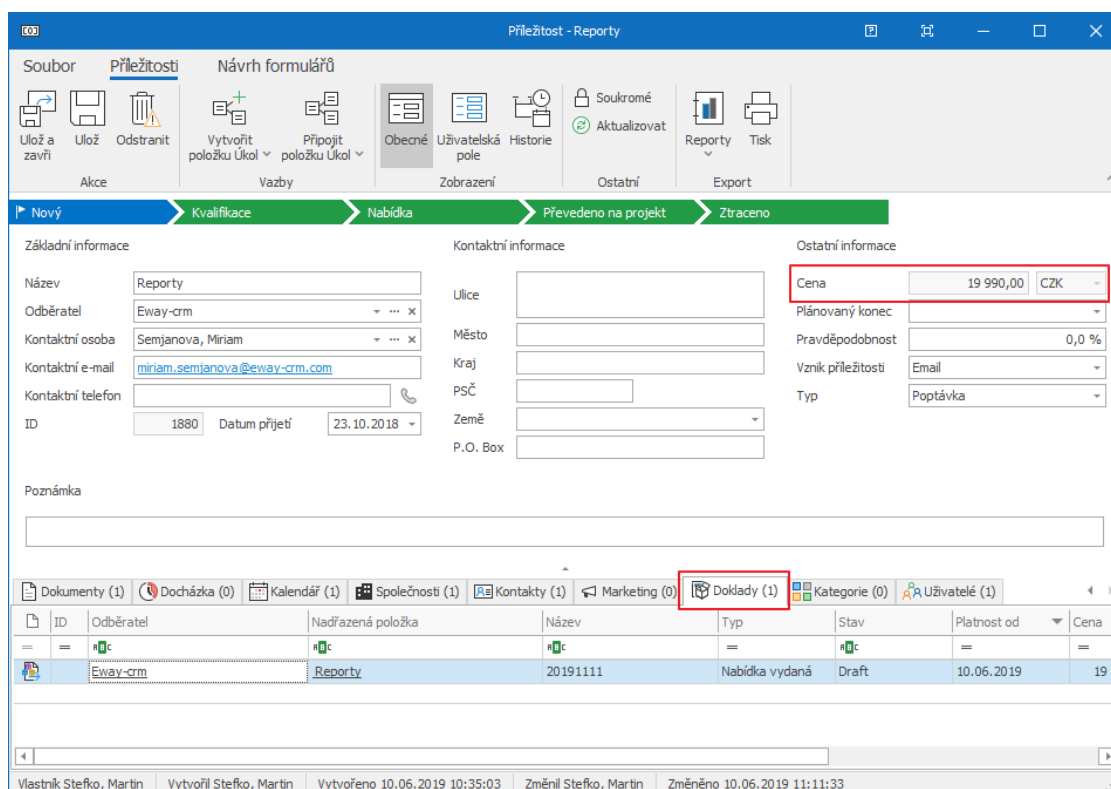 Příležitost - Reporty
Soubor Příležitosti Návrh formulářů
Ulož a zavři Ulož Odstranit Vytvořit položku Úkol Připojit položku Úkol Obecné Uživatelská pole Historie Soukromé Aktualizovat Reporty Tisk
Akce Vazby Zobrazení Ostatní Export
Nový Kvalifikace Nabídka Převedeno na projekt Ztraceno
Základní informace Kontaktní informace Ostatní informace
Název Reporty Ulice Cena 19 990,00 CZK
Odběratel Eway-crm Plánovaný konec
Kontaktní osoba Semjanova, Miriam Město Pravděpodobnost 0,0 %
Kontaktní e-mail miriam.semjanova@eway-crm.com Kraj Vznik příležitosti Email
Kontaktní telefon PSČ Typ Poptávka
ID 1880 Datum přijetí 23.10.2018 Země
P.O. Box
Poznámka
Dokumenty (1) Docházka (0) Kalendář (1) Společnosti (1) Kontakty (1) Marketing (0) Doklady (1) Kategorie (0) Uživatelé (1)
ID Odběratel Nadřazená položka Název Typ Stav Platnost od Cena
= = ABC ABC ABC = ABC = =
Eway-crm Reporty 20191111 Nabídka vydaná Draft 10.06.2019 19
Vlastník Stefko, Martin Vytvořil Stefko, Martin Vytvořeno 10.06.2019 10:35:03 Změnil Stefko, Martin Změněno 10.06.2019 11:11:33